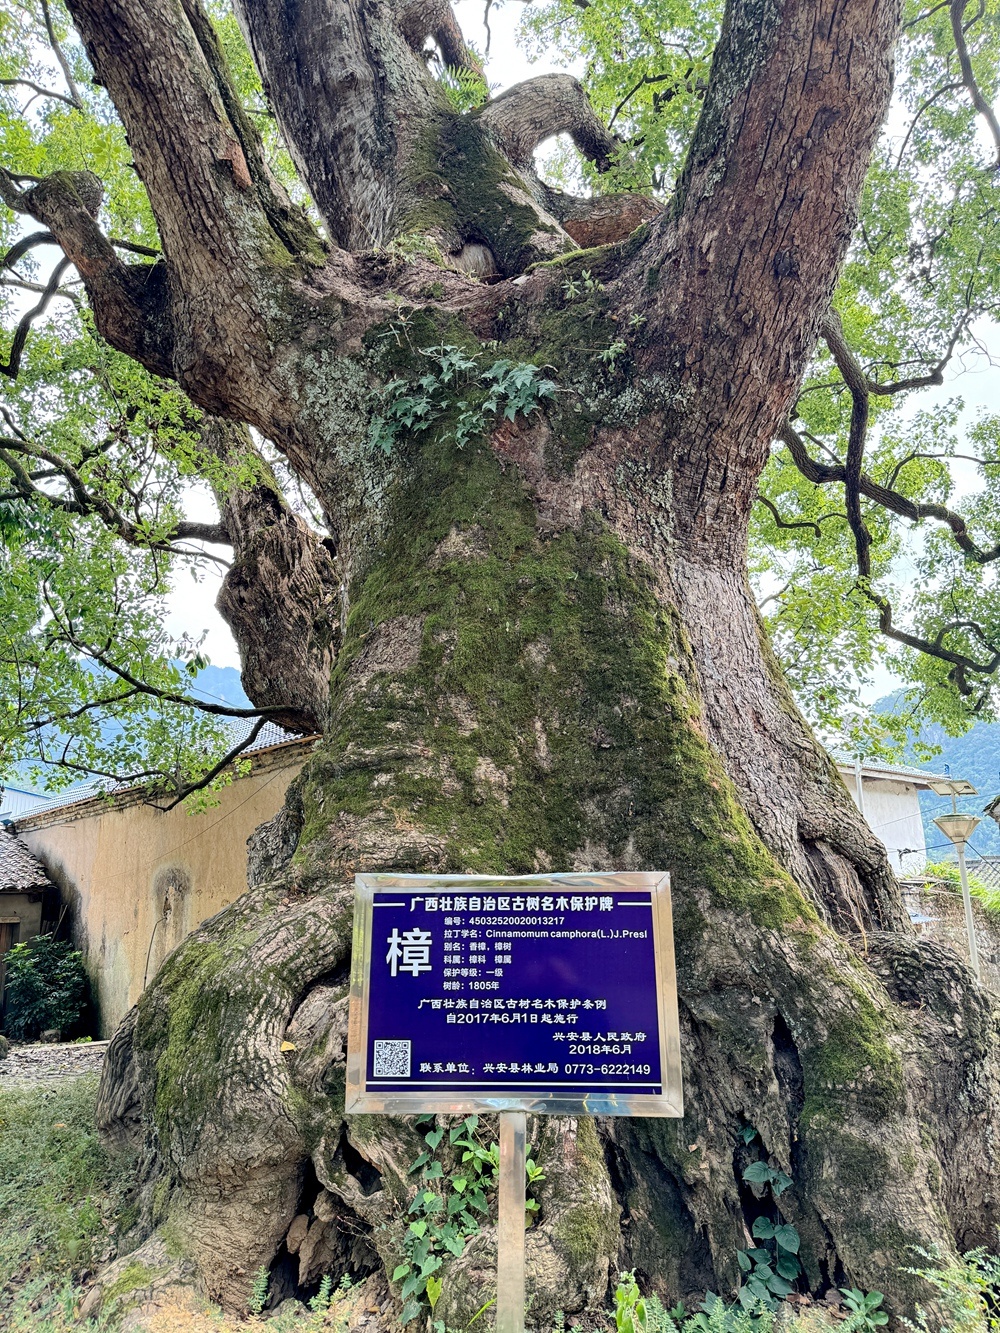 广西壮族自治区古树名木保护牌
樟
编号：45032520020013217
拉丁学名：Cinnamomum camphora(L.)J.Presl
别名：香樟，樟树
科属：樟科 樟属
保护等级：一级
树龄：1805年
广西壮族自治区古树名木保护条例
自2017年6月1日起施行
兴安县人民政府
2018年6月
联系单位：兴安县林业局 0773-6222149